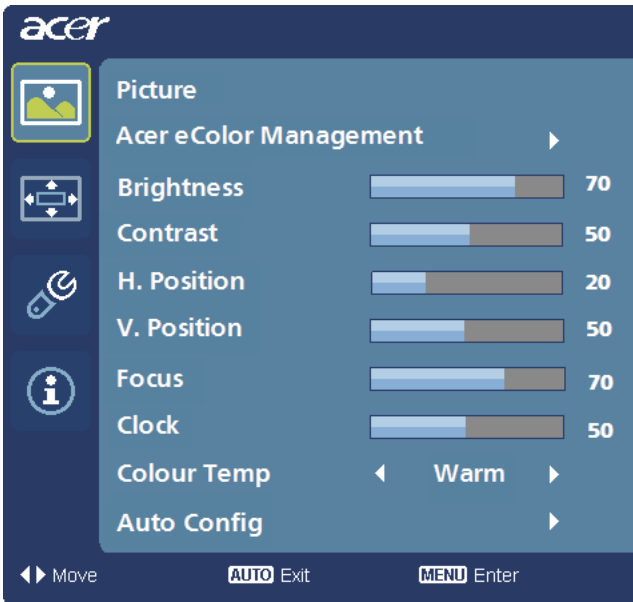 acer
Picture
Acer eColor Management
Brightness 70
Contrast 50
H. Position 20
V. Position 50
Focus 70
Clock 50
Colour Temp Warm
Auto Config
Move AUTO Exit MENU Enter